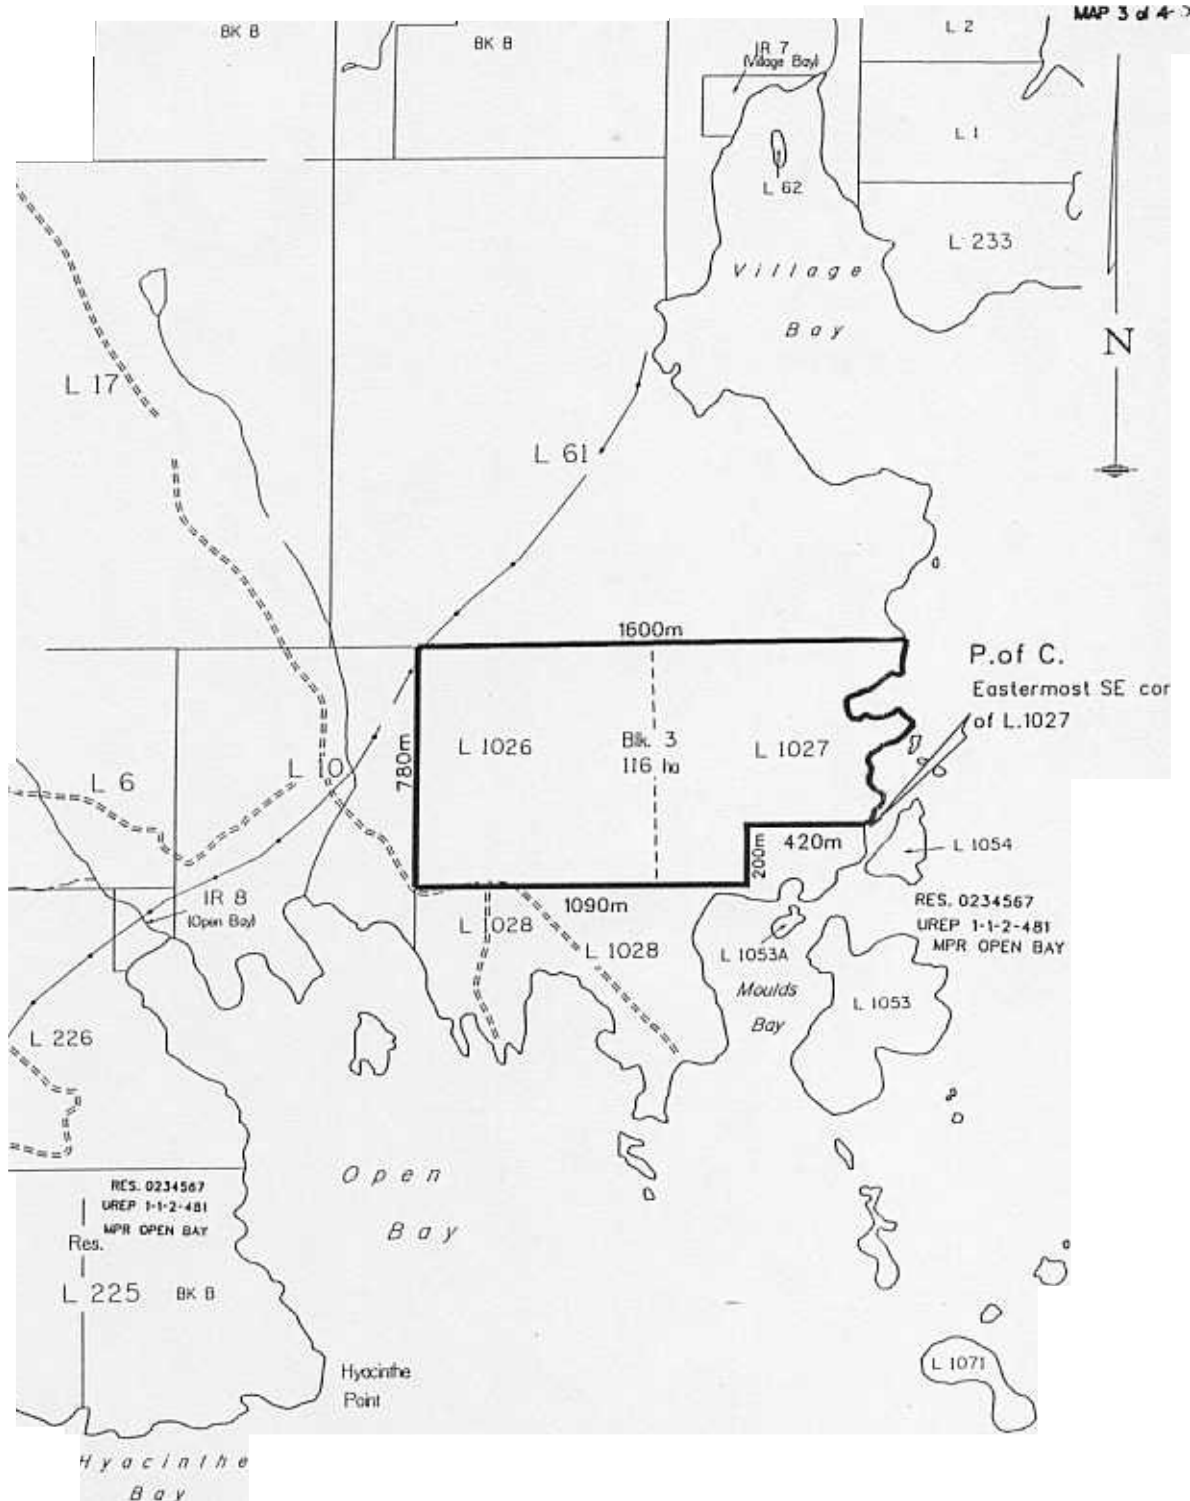 MAP 3 of 4
BK B
BK B
IR 7
(Village Bay)
L 2
L 1
L 62
L 233
Village
Bay
N
L 17
L 61
1600m
P.of C.
Eastermost SE cor
of L.1027
L 1026
Blk. 3
116 ha
L 1027
780m
L 6
L 10
200m
420m
L 1054
IR 8
(Open Bay)
1090m
RES. 0234567
UREP 1-1-2-481
MPR OPEN BAY
L 1028
L 1028
L 1053A
Moulds
Bay
L 1053
L 226
Open
Bay
RES. 0234567
UREP 1-1-2-481
MPR OPEN BAY
Res.
L 225
BK B
Hyacinthe
Point
L 1071
Hyacinthe
Bay